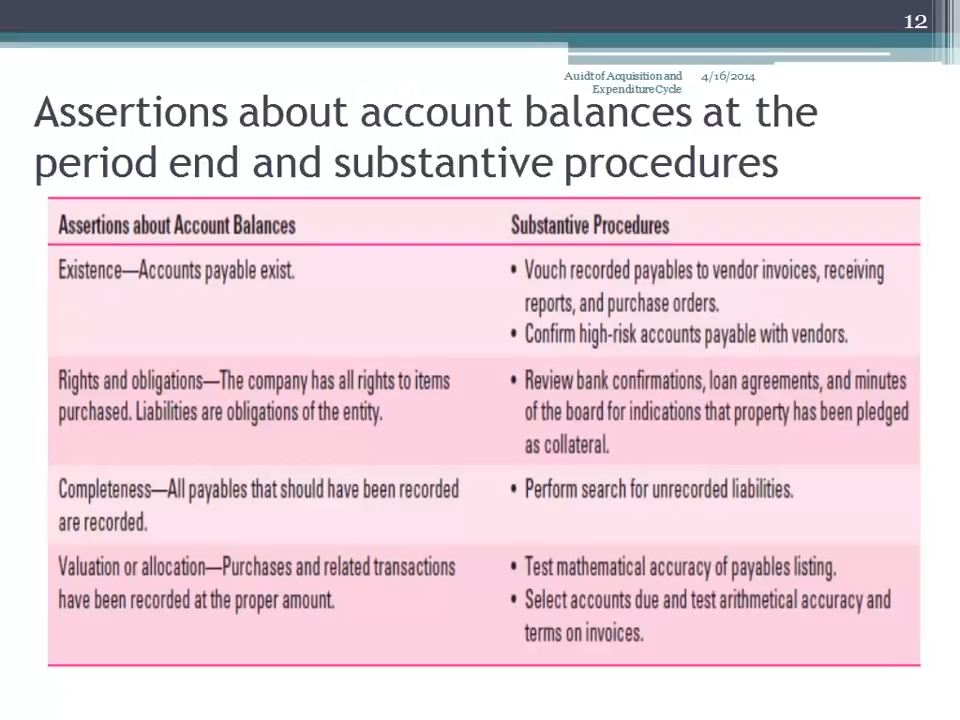 12
Auidt of Acquisition and
Expenditure Cycle
4/16/2014
Assertions about account balances at the
period end and substantive procedures
Assertions about Account Balances
Substantive Procedures
Existence—Accounts payable exist.
• Vouch recorded payables to vendor invoices, receiving
reports, and purchase orders.
• Confirm high-risk accounts payable with vendors.
Rights and obligations—The company has all rights to items
purchased. Liabilities are obligations of the entity.
• Review bank confirmations, loan agreements, and minutes
of the board for indications that property has been pledged
as collateral.
Completeness—All payables that should have been recorded
are recorded.
• Perform search for unrecorded liabilities.
Valuation or allocation—Purchases and related transactions
have been recorded at the proper amount.
• Test mathematical accuracy of payables listing.
• Select accounts due and test arithmetical accuracy and
terms on invoices.